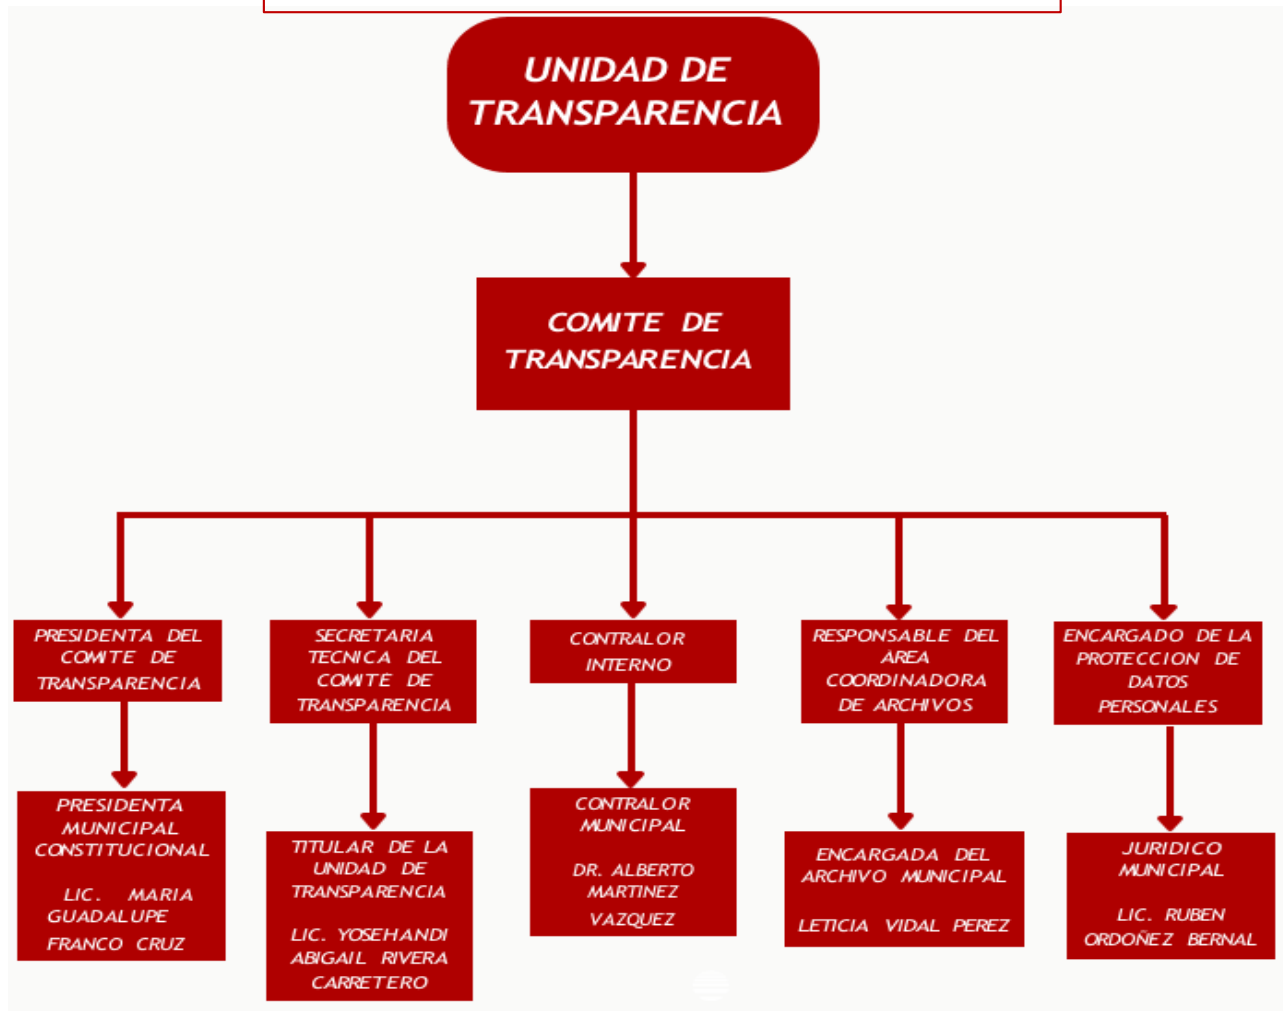 UNIDAD DE
TRANSPARENCIA
COMITE DE
TRANSPARENCIA
PRESIDENTA DEL
COMITE DE
TRANSPARENCIA
SECRETARIA
TECNICA DEL
COMITE DE
TRANSPARENCIA
CONTRALOR
INTERNO
RESPONSABLE DEL
AREA
COORDINADORA
DE ARCHIVOS
ENCARGADO DE LA
PROTECCION DE
DATOS
PERSONALES
PRESIDENTA
MUNICIPAL
CONSTITUCIONAL
LIC. MARIA
GUADALUPE
FRANCO CRUZ
TITULAR DE LA
UNIDAD DE
TRANSPARENCIA
LIC. YOSEHANDI
ABIGAIL RIVERA
CARRETERO
CONTRALOR
MUNICIPAL
DR. ALBERTO
MARTINEZ
VAZQUEZ
ENCARGADA DEL
ARCHIVO MUNICIPAL
LETICIA VIDAL PEREZ
JURIDICO
MUNICIPAL
LIC. RUBEN
ORDOÑEZ BERNAL